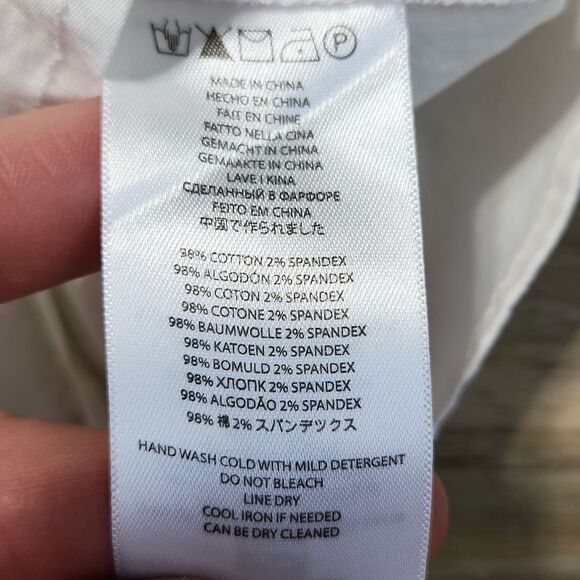 P
MADE IN CHINA
HECHO EN CHINA
FAIT EN CHINE
FATTO NELLA CINA
GEMACHT IN CHINA
GEMAAKTE IN CHINA
LAVE I KINA
СДЕЛАННЫЙ В ФАРФОРЕ
FEITO EM CHINA
中国で作られました
98% COTTON 2% SPANDEX
98% ALGODÓN 2% SPANDEX
98% COTON 2% SPANDEX
98% COTONE 2% SPANDEX
98% BAUMWOLLE 2% SPANDEX
98% KATOEN 2% SPANDEX
98% BOMULD 2% SPANDEX
98% ХЛОПК 2% SPANDEX
98% ALGODÃO 2% SPANDEX
98% 棉 2% スパンデックス
HAND WASH COLD WITH MILD DETERGENT
DO NOT BLEACH
LINE DRY
COOL IRON IF NEEDED
CAN BE DRY CLEANED